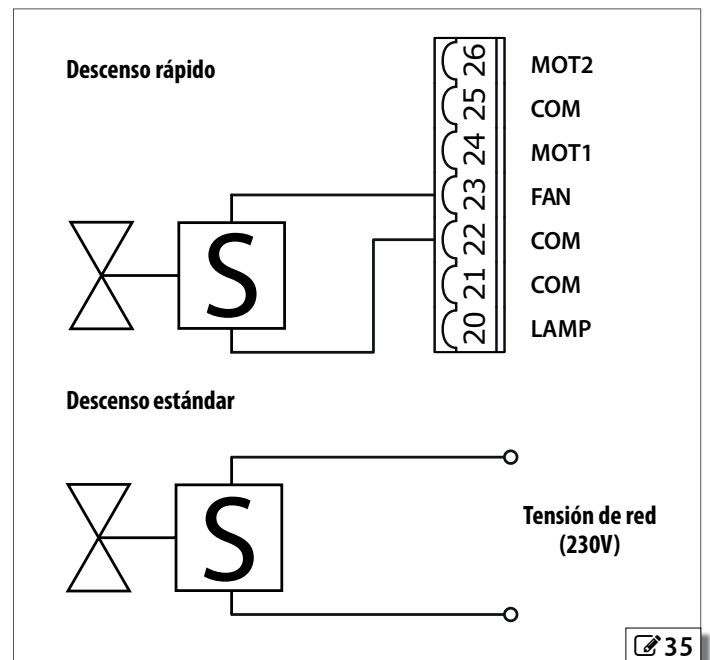 Descenso rápido
26 MOT2
25 COM
24 MOT1
23 FAN
22 COM
21 COM
20 LAMP
S
Descenso estándar
S
Tensión de red
(230V)
35